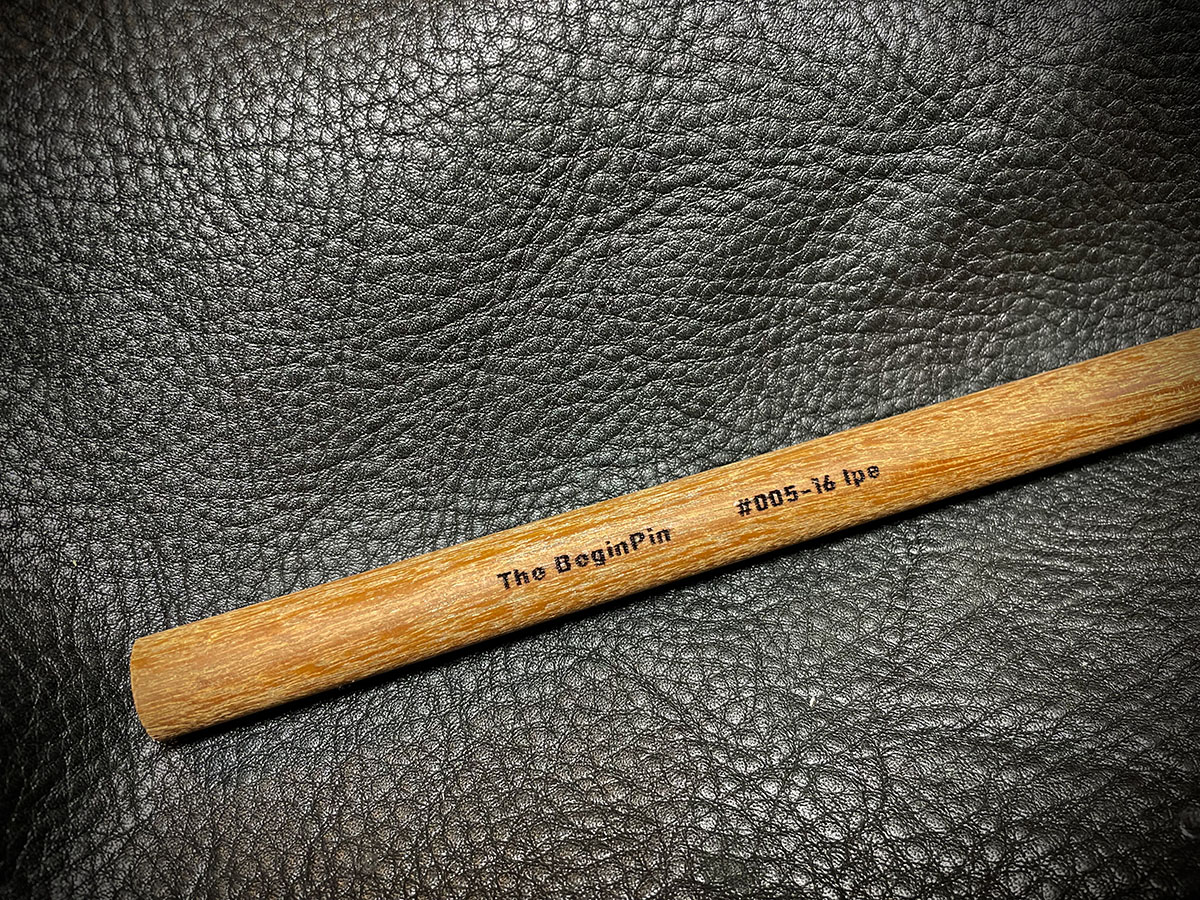 The BeginPin #005-16 Ipe